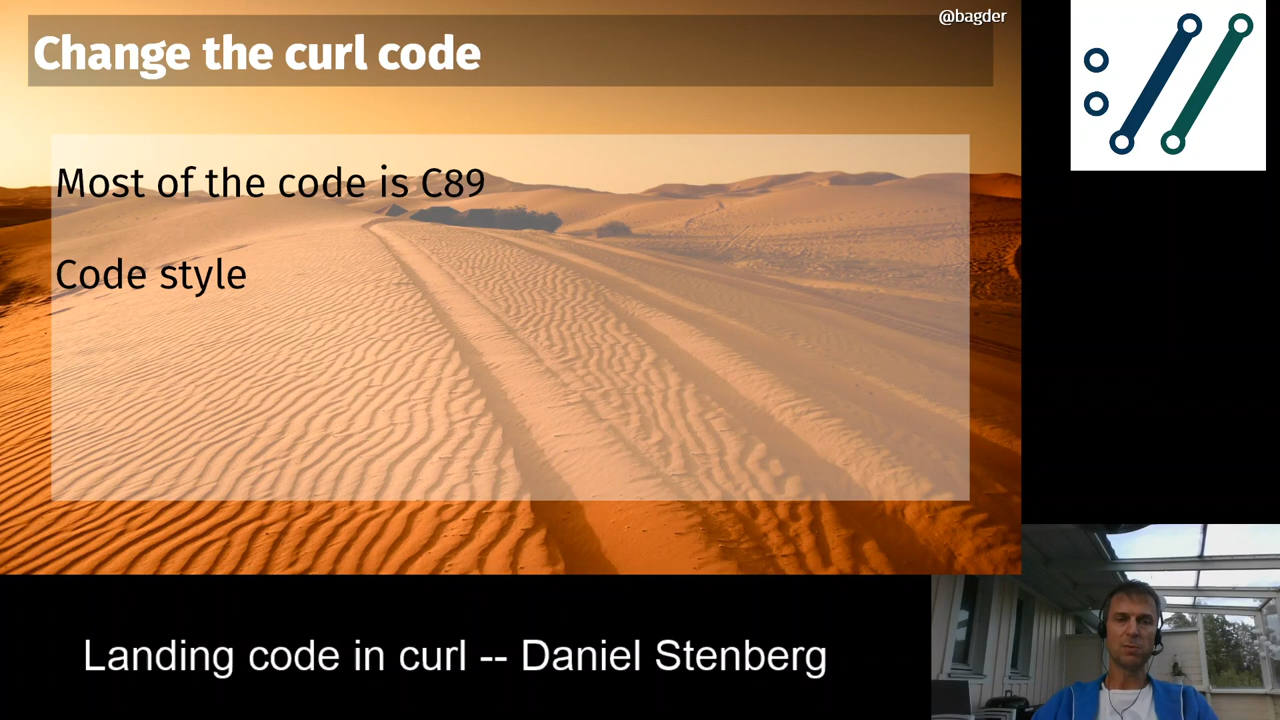 @bagder
Change the curl code
Most of the code is C89
Code style
Landing code in curl -- Daniel Stenberg